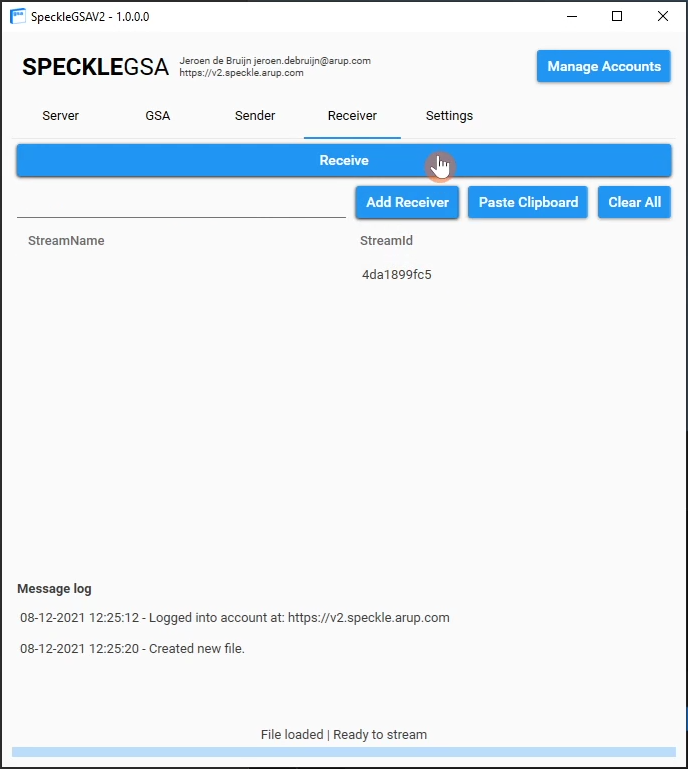 SpeckleGSAV2 - 1.0.0.0
SPECKLEGSA
Jeroen de Bruijn jeroen.debruijn@arup.com
https://v2.speckle.arup.com
Manage Accounts
Server GSA Sender Receiver Settings
Receive
Add Receiver Paste Clipboard Clear All
StreamName StreamId
4da1899fc5
Message log
08-12-2021 12:25:12 - Logged into account at: https://v2.speckle.arup.com
08-12-2021 12:25:20 - Created new file.
File loaded | Ready to stream